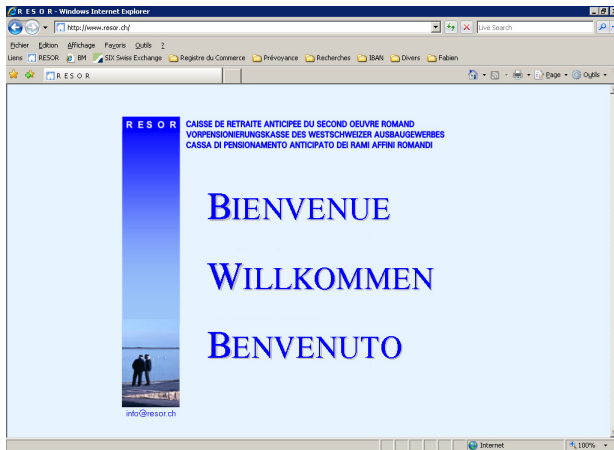 R E S O R - Windows Internet Explorer
http://www.resor.ch/
Live Search
Fichier Edition Affichage Favoris Outils ?
Liens RESOR BM SIX Swiss Exchange Registre du Commerce Prévoyance Recherches IBAN Divers Fabien
R E S O R
Page Outils
R E S O R
CAISSE DE RETRAITE ANTICIPEE DU SECOND OEUVRE ROMAND
VORPENSIONIERUNGSKASSE DES WESTSCHWEIZER AUSBAUGEWERBES
CASSA DI PENSIONAMENTO ANTICIPATO DEI RAMI AFFINI ROMANDI
BIENVENUE
WILLKOMMEN
BENVENUTO
info@resor.ch
Internet 100%